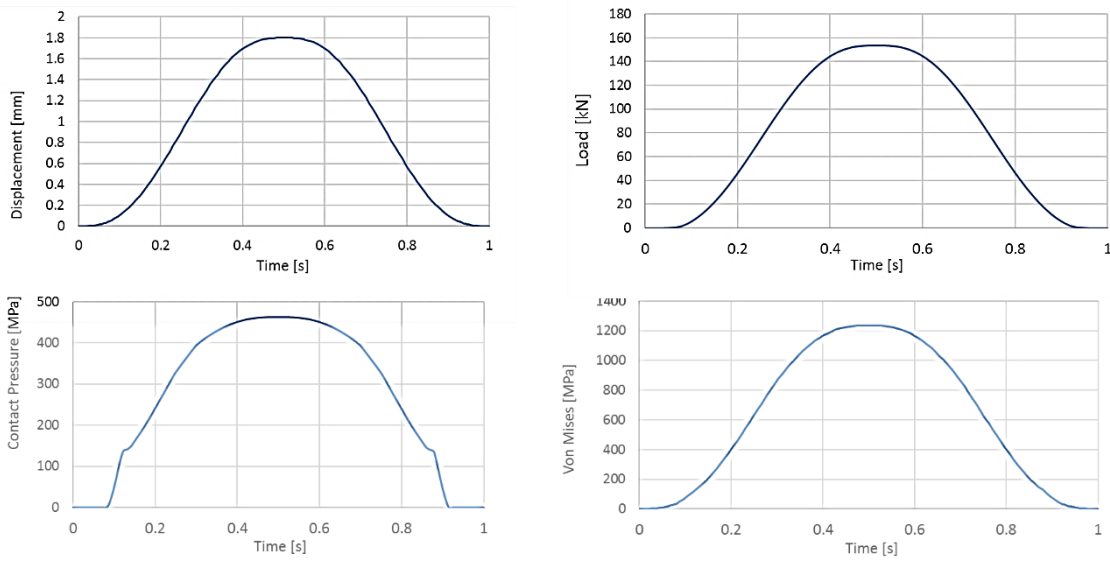 Displacement [mm]
2
1.8
1.6
1.4
1.2
1
0.8
0.6
0.4
0.2
0
0 0.2 0.4 0.6 0.8 1
Time [s]
Load [kN]
180
160
140
120
100
80
60
40
20
0
0 0.2 0.4 0.6 0.8 1
Time [s]
Contact Pressure [MPa]
500
400
300
200
100
0
0 0.2 0.4 0.6 0.8 1
Time [s]
Von Mises [MPa]
1400
1200
1000
800
600
400
200
0
0 0.2 0.4 0.6 0.8 1
Time [s]